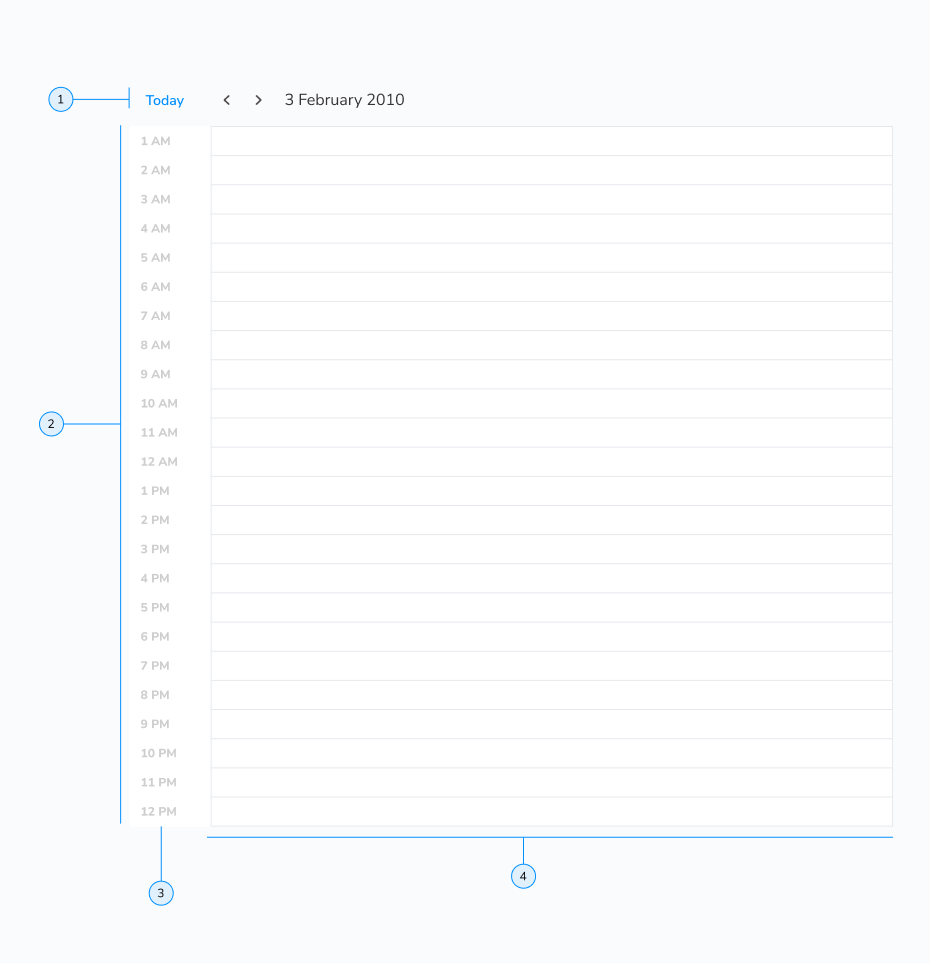 1 Today 3 February 2010
1 AM
2 AM
3 AM
4 AM
5 AM
6 AM
7 AM
8 AM
9 AM
10 AM
2
11 AM
12 AM
1 PM
2 PM
3 PM
4 PM
5 PM
6 PM
7 PM
8 PM
9 PM
10 PM
11 PM
12 PM
4
3